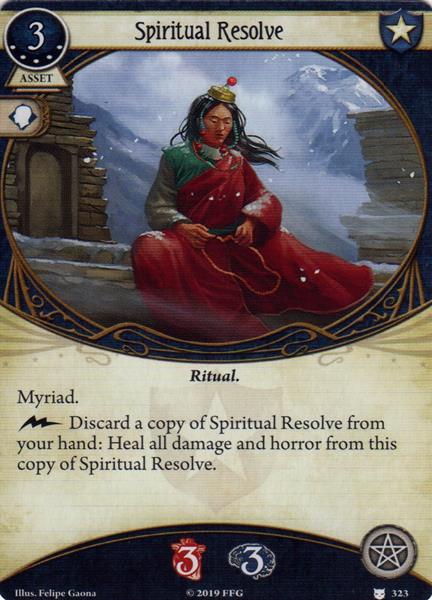 3
Spiritual Resolve
ASSET
Ritual.
Myriad.
Discard a copy of Spiritual Resolve from
your hand: Heal all damage and horror from this
copy of Spiritual Resolve.
3 3
Illus. Felipe Gaona © 2019 FFG 323